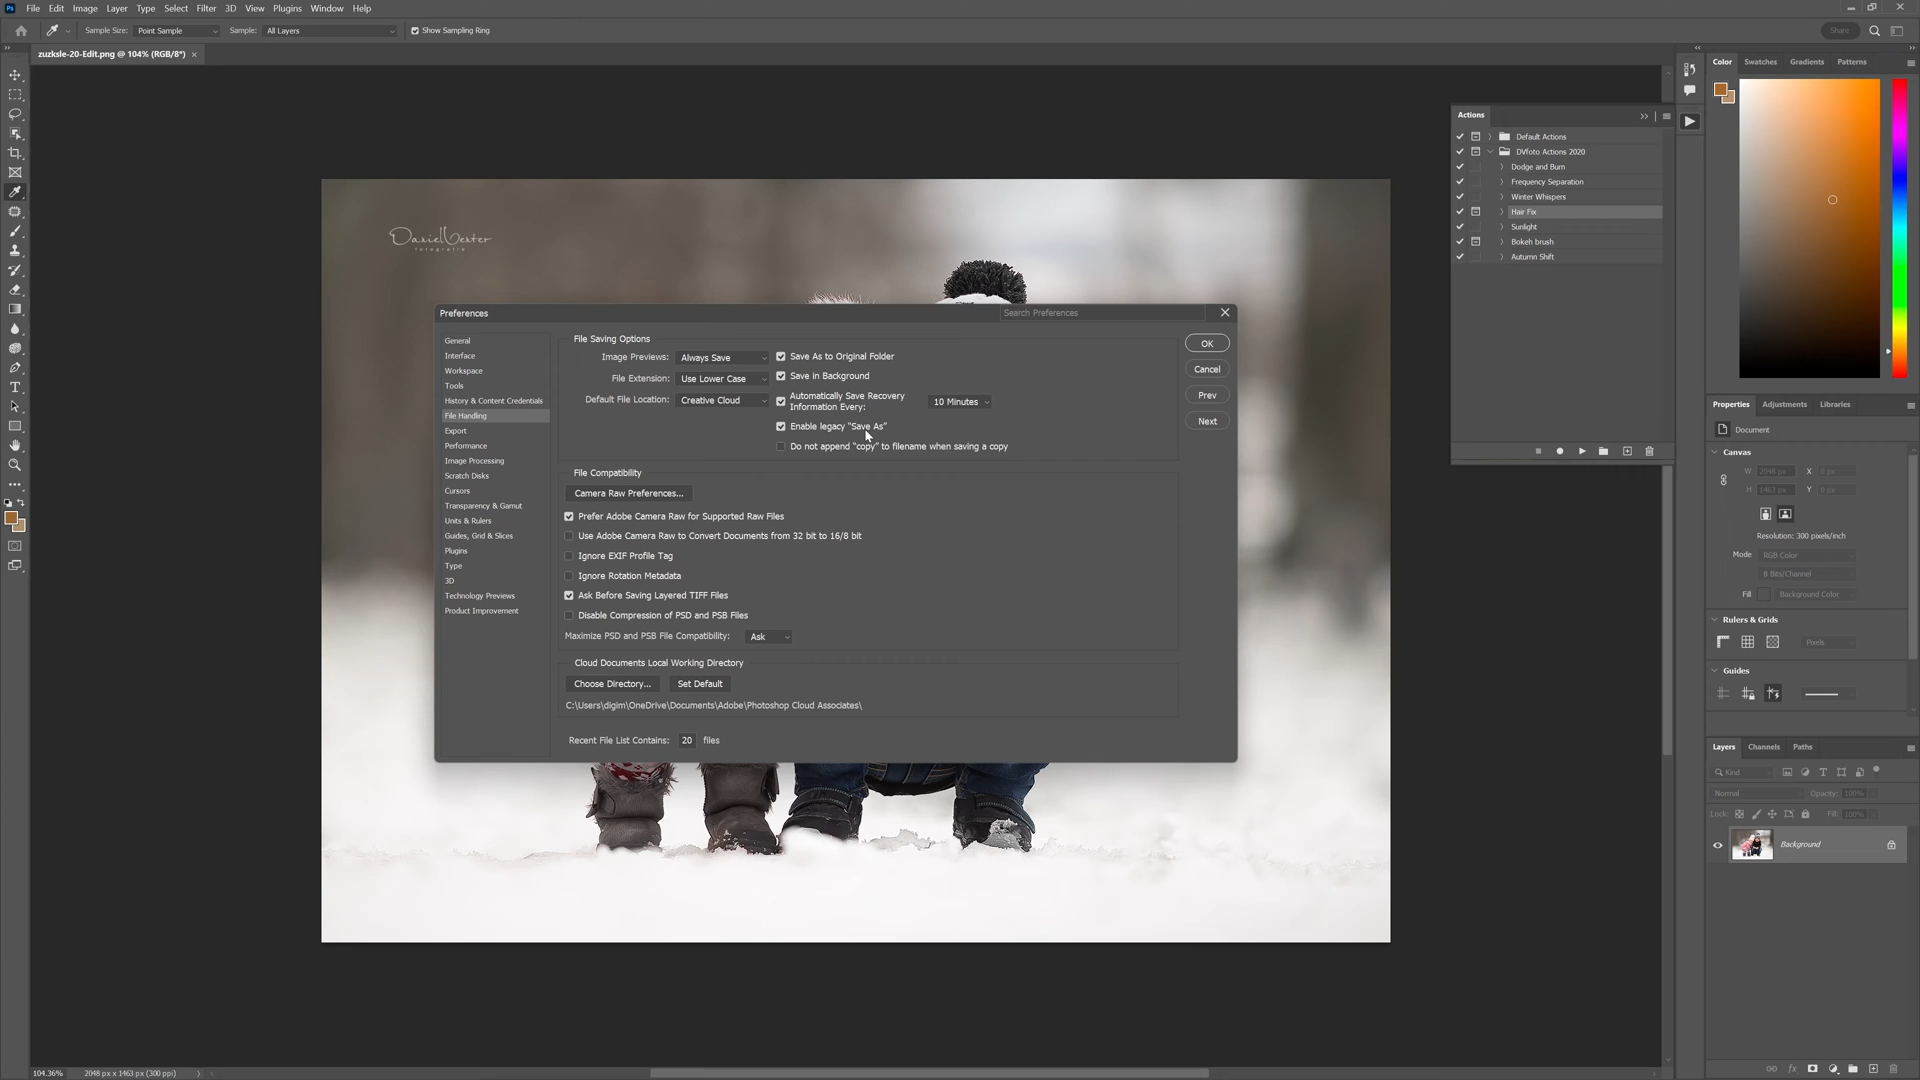 Ps File Edit Image Layer Type Select Filter 3D View Plugins Window Help
Sample Size: Point Sample Sample: All Layers Show Sampling Ring Share
zuzksle-20-Edit.png @ 104% (RGB/8*) ×
Color Swatches Gradients Patterns
Actions
Default Actions
DVfoto Actions 2020
Dodge and Burn
Frequency Separation
Winter Whispers
Hair Fix
Sunlight
Bokeh brush
Autumn Shift
DanielVenter
fotografie
Preferences
Search Preferences
General
Interface
Workspace
Tools
History & Content Credentials
File Handling
Export
Performance
Image Processing
Scratch Disks
Cursors
Transparency & Gamut
Units & Rulers
Guides, Grid & Slices
Plugins
Type
3D
Technology Previews
Product Improvement
File Saving Options
Image Previews: Always Save
File Extension: Use Lower Case
Default File Location: Creative Cloud
Save As to Original Folder
Save in Background
Automatically Save Recovery
Information Every: 10 Minutes
Enable legacy “Save As”
Do not append “copy” to filename when saving a copy
File Compatibility
Camera Raw Preferences...
Prefer Adobe Camera Raw for Supported Raw Files
Use Adobe Camera Raw to Convert Documents from 32 bit to 16/8 bit
Ignore EXIF Profile Tag
Ignore Rotation Metadata
Ask Before Saving Layered TIFF Files
Disable Compression of PSD and PSB Files
Maximize PSD and PSB File Compatibility: Ask
Cloud Documents Local Working Directory
Choose Directory... Set Default
C:\Users\digim\OneDrive\Documents\Adobe\Photoshop Cloud Associates\
Recent File List Contains: 20 files
OK
Cancel
Prev
Next
Properties Adjustments Libraries
Document
Canvas
W 2048 px X 0 px
H 1463 px Y 0 px
Resolution: 300 pixels/inch
Mode RGB Color
8 Bits/Channel
Fill Background Color
Rulers & Grids
Pixels
Guides
Layers Channels Paths
Kind
Normal Opacity: 100%
Lock: Fill: 100%
Background
fx
104.36% 2048 px x 1463 px (300 ppi)